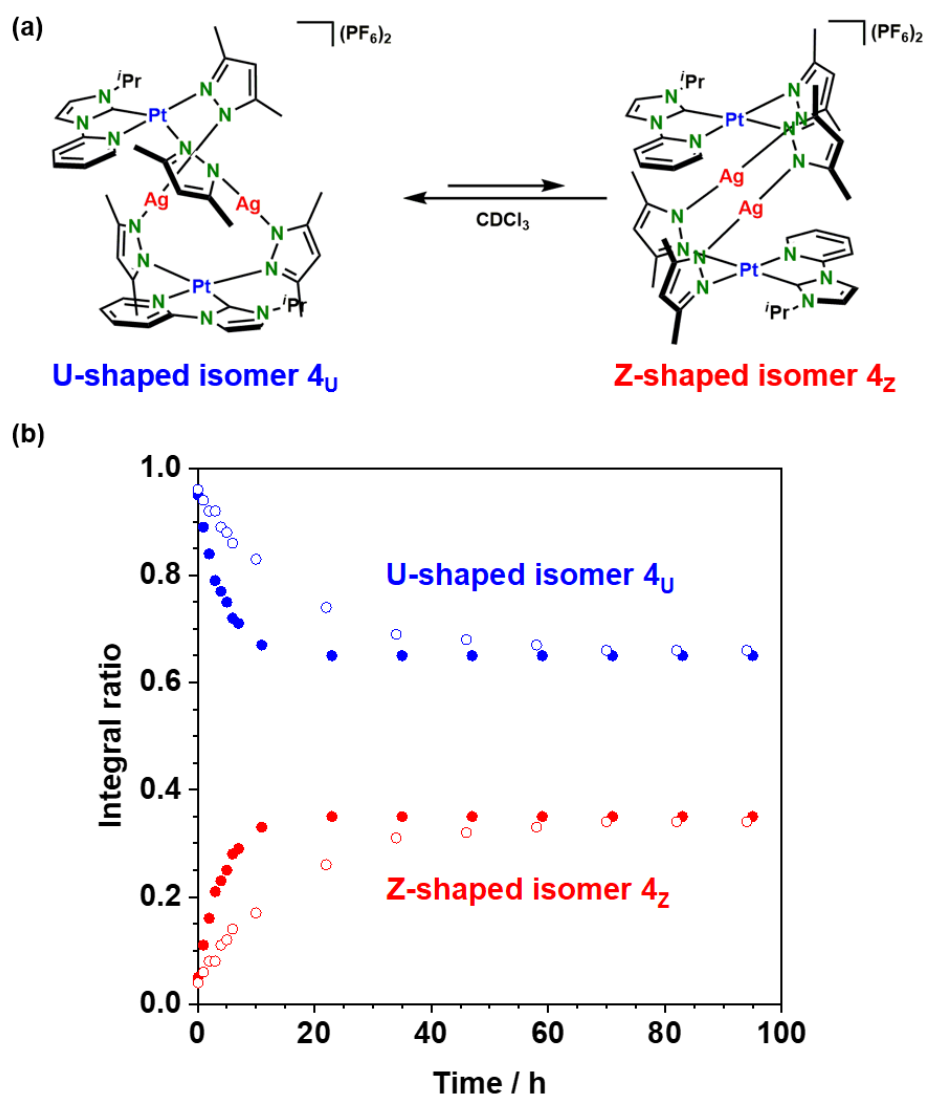 (a)
](PF6)2
](PF6)2
iPr
N
N
N
Pt
N
N
N
N
Ag
Ag
N
N
N
N
Pt
N
N
N
iPr
CDCl3
iPr
N
N
N
Pt
N
N
N
N
Ag
Ag
N
N
N
N
Pt
N
N
N
iPr
U-shaped isomer 4U
Z-shaped isomer 4Z
(b)
1.0
0.8
0.6
0.4
0.2
0.0
Integral ratio
U-shaped isomer 4U
Z-shaped isomer 4Z
0
20
40
60
80
100
Time / h